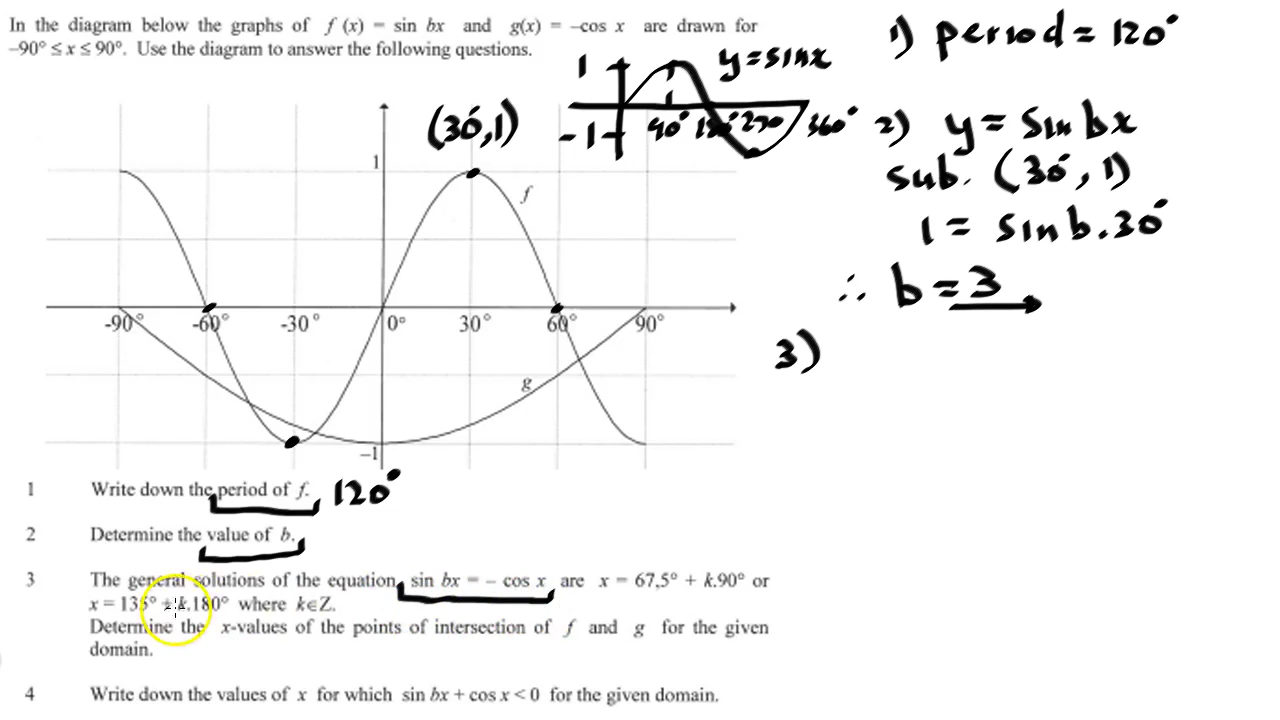 In the diagram below the graphs of f (x) = sin bx and g(x) = –cos x are drawn for
–90° ≤ x ≤ 90°. Use the diagram to answer the following questions.
1) period = 120°
1 y=sinx
-1 90° 180° 270 360°
(30°,1)
2) y = sin bx
sub. (30°, 1)
1 = sin b.30°
∴ b = 3
3)
1
f
-90° -60° -30° 0° 30° 60° 90°
g
–1
1 Write down the period of f. 120°
2 Determine the value of b.
3 The general solutions of the equation sin bx = – cos x are x = 67,5° + k.90° or
x = 135° + k.180° where k∈Z.
Determine the x-values of the points of intersection of f and g for the given
domain.
4 Write down the values of x for which sin bx + cos x < 0 for the given domain.